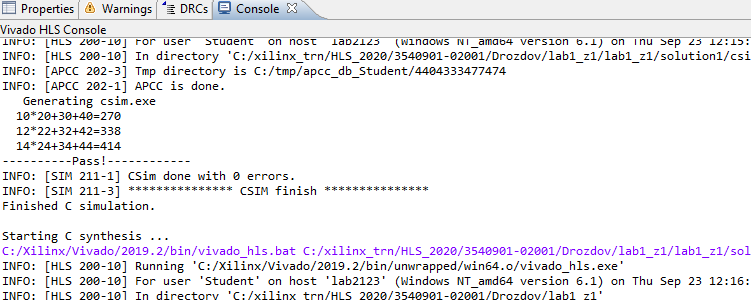 Properties Warnings DRCs Console
Vivado HLS Console
INFO: [HLS 200-10] For user 'Student' on host 'lab2123' (Windows NT_amd64 version 6.1) on Thu Sep 23 12:15:
INFO: [HLS 200-10] In directory 'C:/xilinx_trn/HLS_2020/3540901-02001/Drozdov/lab1_z1/lab1_z1/solution1/csi
INFO: [APCC 202-3] Tmp directory is C:/tmp/apcc_db_Student/4404333477474
INFO: [APCC 202-1] APCC is done.
   Generating csim.exe
  10*20+30+40=270
  12*22+32+42=338
  14*24+34+44=414
----------Pass!------------
INFO: [SIM 211-1] CSim done with 0 errors.
INFO: [SIM 211-3] *************** CSIM finish ***************
Finished C simulation.
Starting C synthesis ...
C:/Xilinx/Vivado/2019.2/bin/vivado_hls.bat C:/xilinx_trn/HLS_2020/3540901-02001/Drozdov/lab1_z1/lab1_z1/sol
INFO: [HLS 200-10] Running 'C:/Xilinx/Vivado/2019.2/bin/unwrapped/win64.o/vivado_hls.exe'
INFO: [HLS 200-10] For user 'Student' on host 'lab2123' (Windows NT_amd64 version 6.1) on Thu Sep 23 12:16:
INFO: [HLS 200-10] In directory 'C:/xilinx_trn/HLS_2020/3540901-02001/Drozdov/lab1_z1'